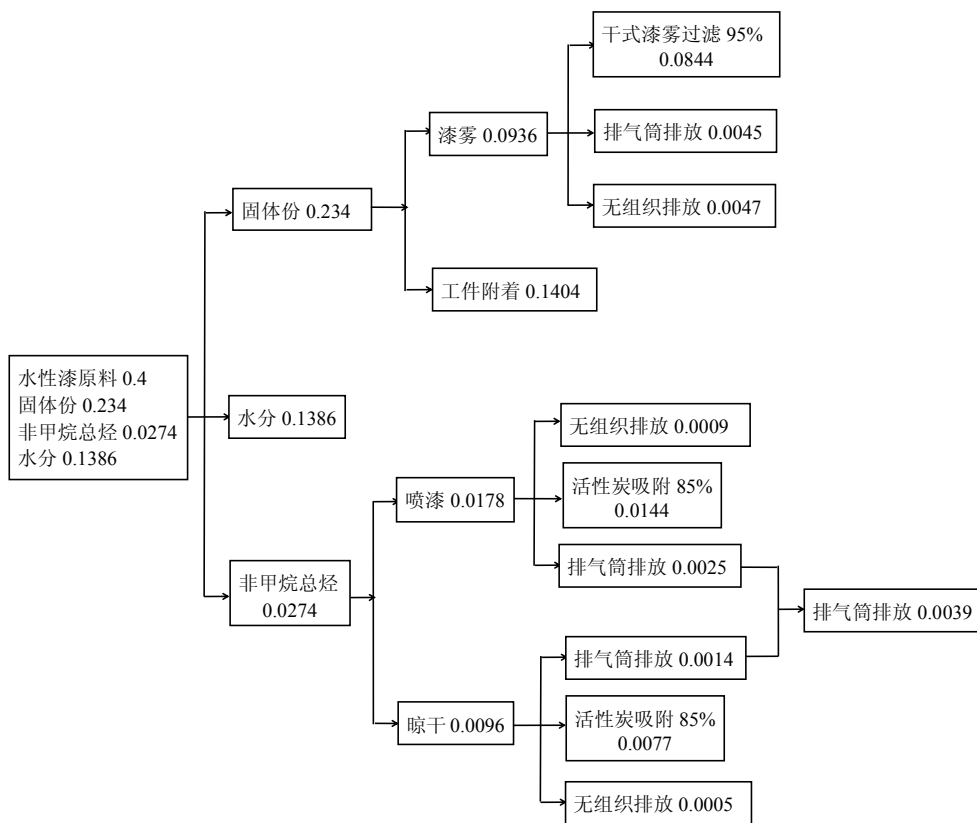 干式漆雾过滤 95%
0.0844
漆雾 0.0936
排气筒排放 0.0045
固体份 0.234
无组织排放 0.0047
工件附着 0.1404
水性漆原料 0.4
固体份 0.234
非甲烷总烃 0.0274
水分 0.1386
水分 0.1386
无组织排放 0.0009
喷漆 0.0178
活性炭吸附 85%
0.0144
排气筒排放 0.0025
非甲烷总烃
0.0274
排气筒排放 0.0039
排气筒排放 0.0014
晾干 0.0096
活性炭吸附 85%
0.0077
无组织排放 0.0005